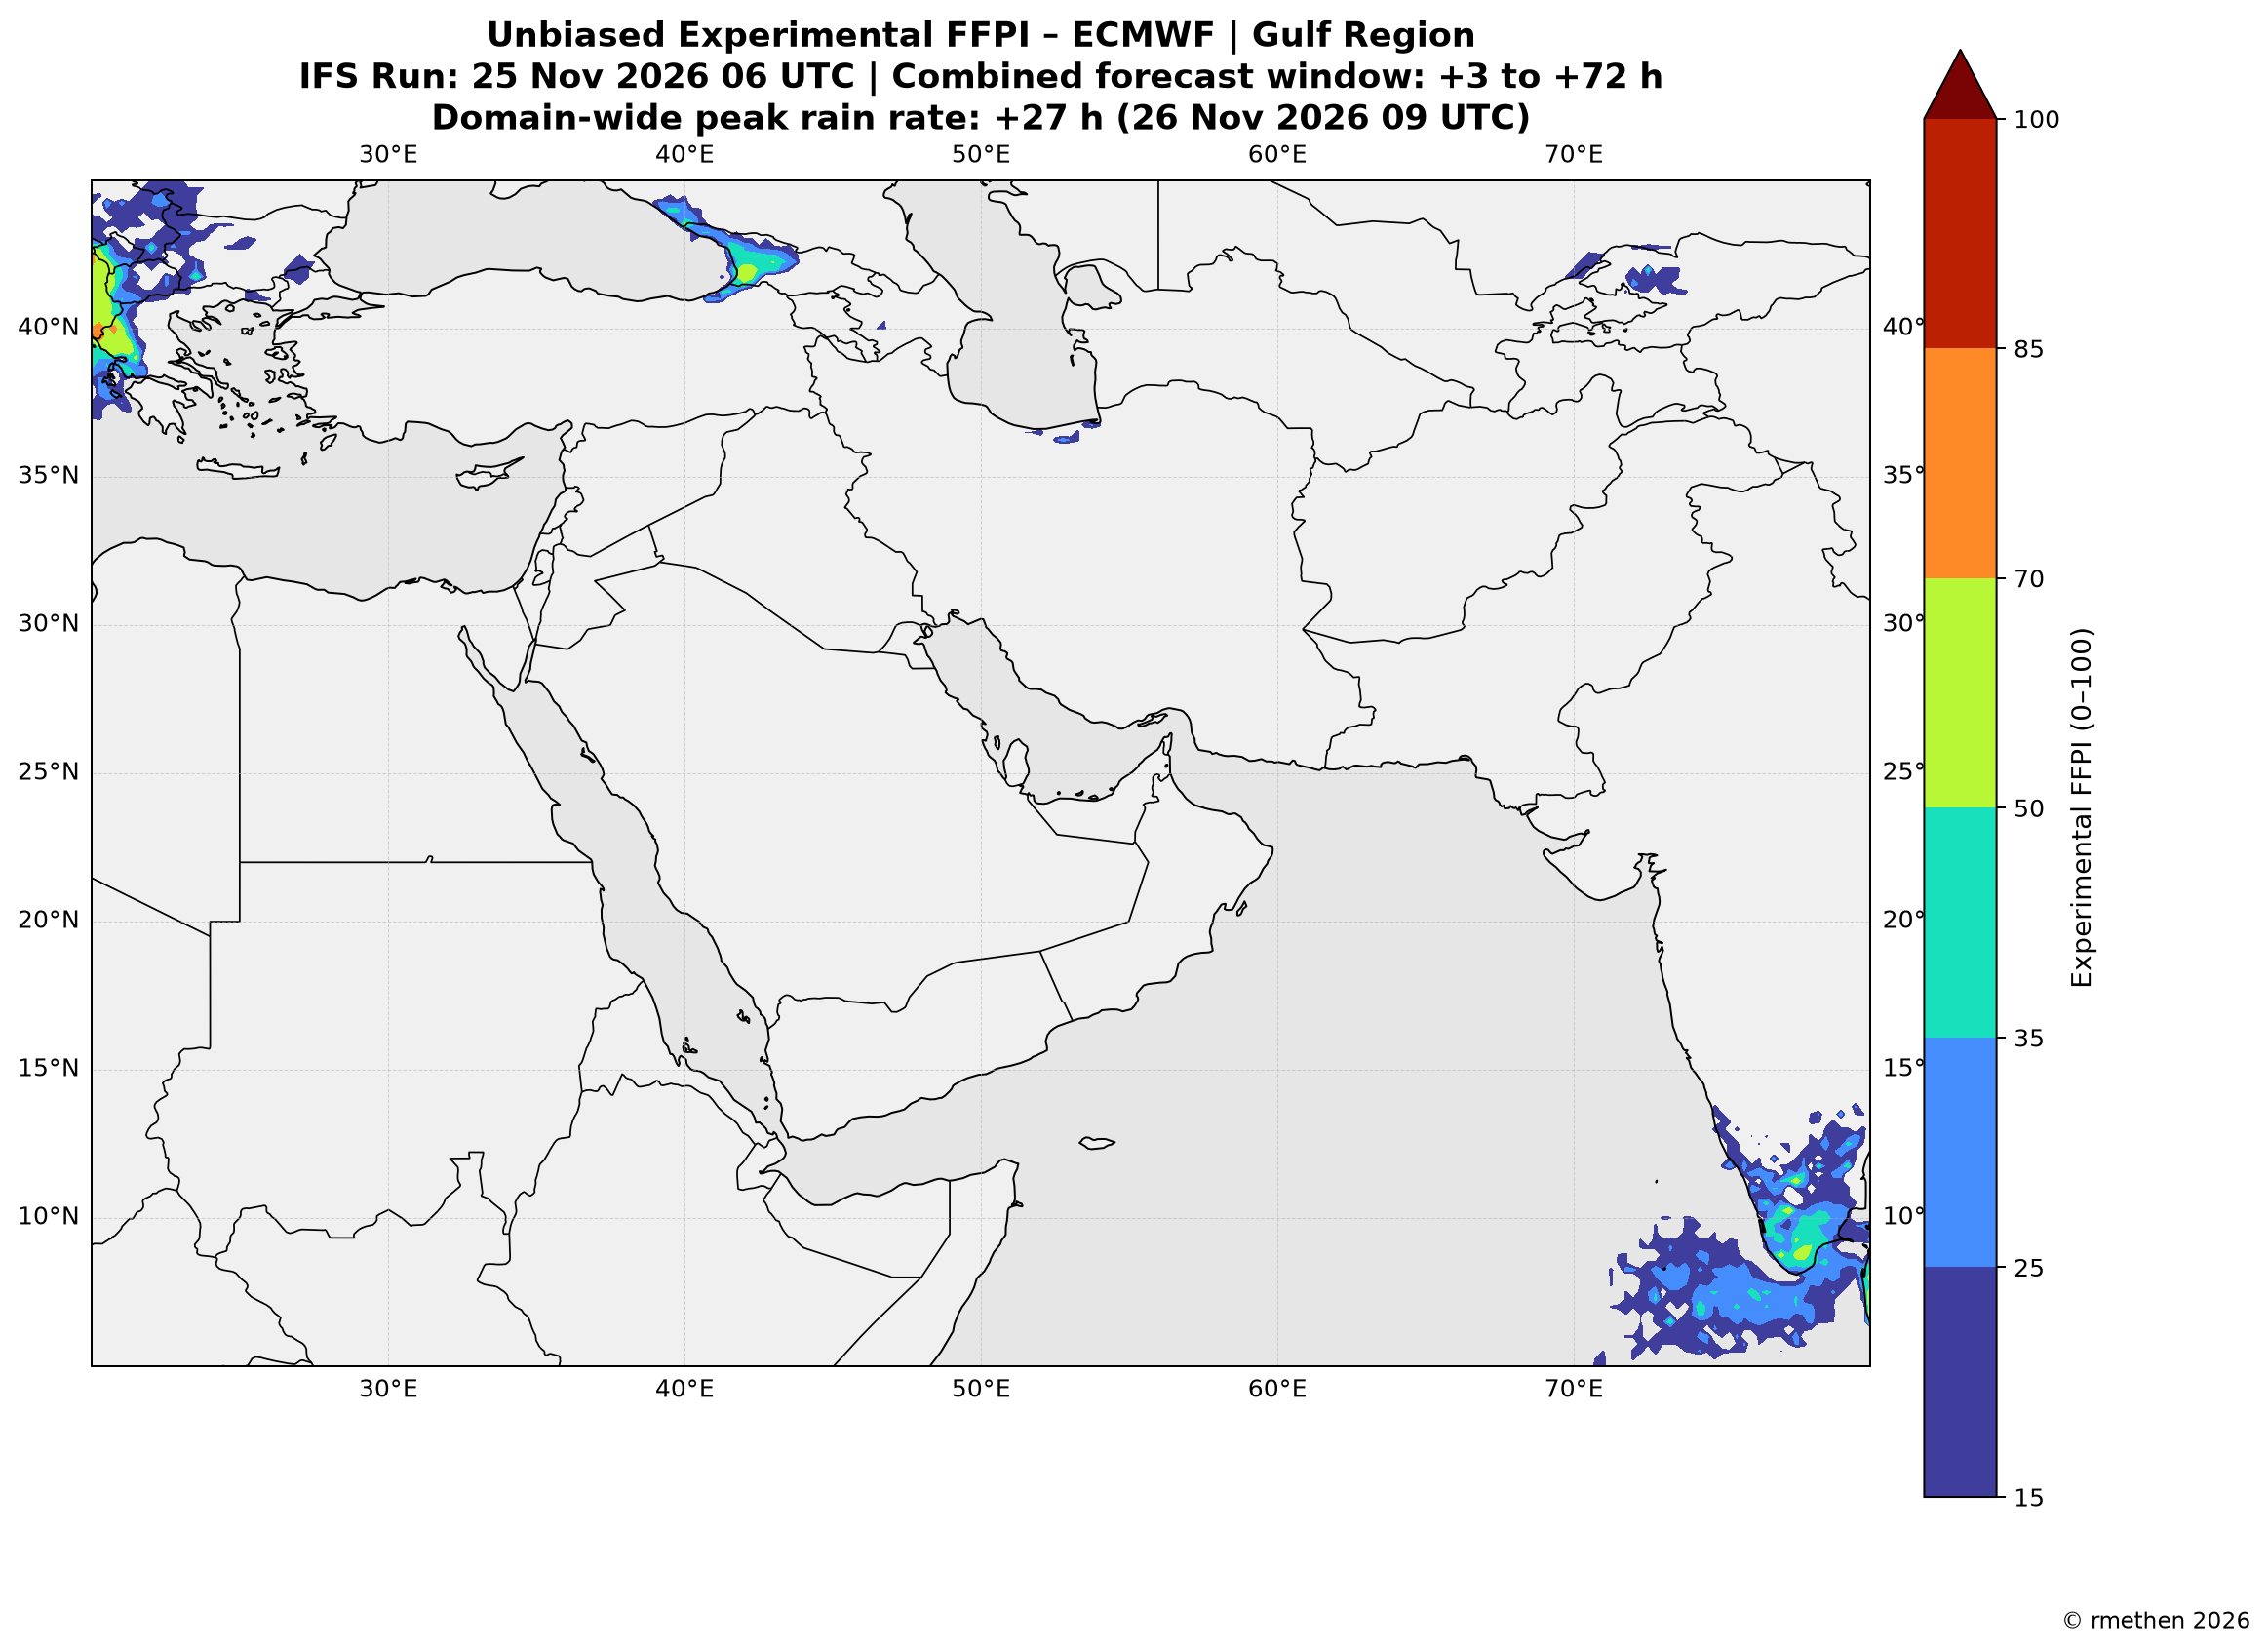 Unbiased Experimental FFPI – ECMWF | Gulf Region
IFS Run: 25 Nov 2026 06 UTC | Combined forecast window: +3 to +72 h
Domain-wide peak rain rate: +27 h (26 Nov 2026 09 UTC)
30°E 40°E 50°E 60°E 70°E
100
40°N 40°
85
35°N 35°
70
30°N 30°
25°N 25°
50
20°N 20°
35
15°N 15°
10°N 10°
25
15
Experimental FFPI (0–100)
30°E 40°E 50°E 60°E 70°E
© rmethen 2026